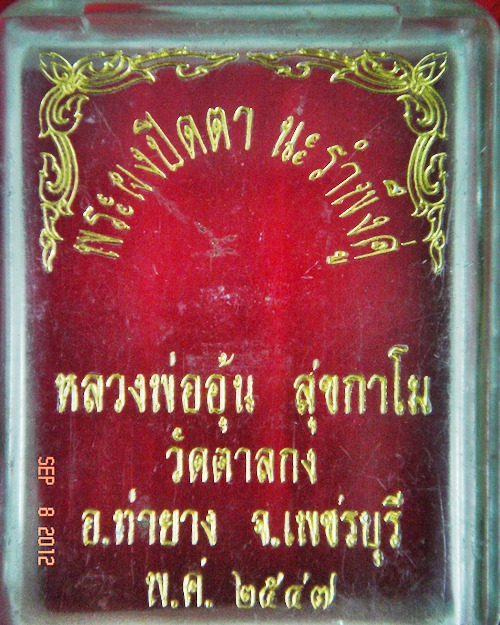 พระผงปิดตา นะรำพึงคู่
หลวงพ่ออุ้น สุขกาโม
วัดตาลกง
อ.ท่ายาง จ.เพชรบุรี
พ.ศ. ๒๕๔๗
SEP 8 2012